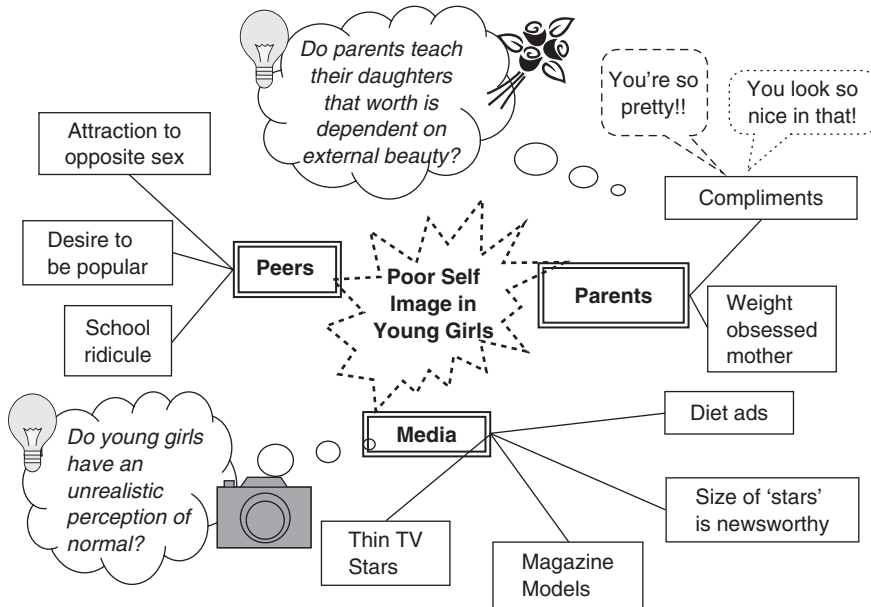 Do parents teach
their daughters
that worth is
dependent on
external beauty?
You're so
pretty!!
You look so
nice in that!
Attraction to
opposite sex
Compliments
Desire to
be popular
Peers
Poor Self
Image in
Young Girls
Parents
School
ridicule
Weight
obsessed
mother
Media
Diet ads
Do young girls
have an
unrealistic
perception of
normal?
Size of ‘stars’
is newsworthy
Thin TV
Stars
Magazine
Models